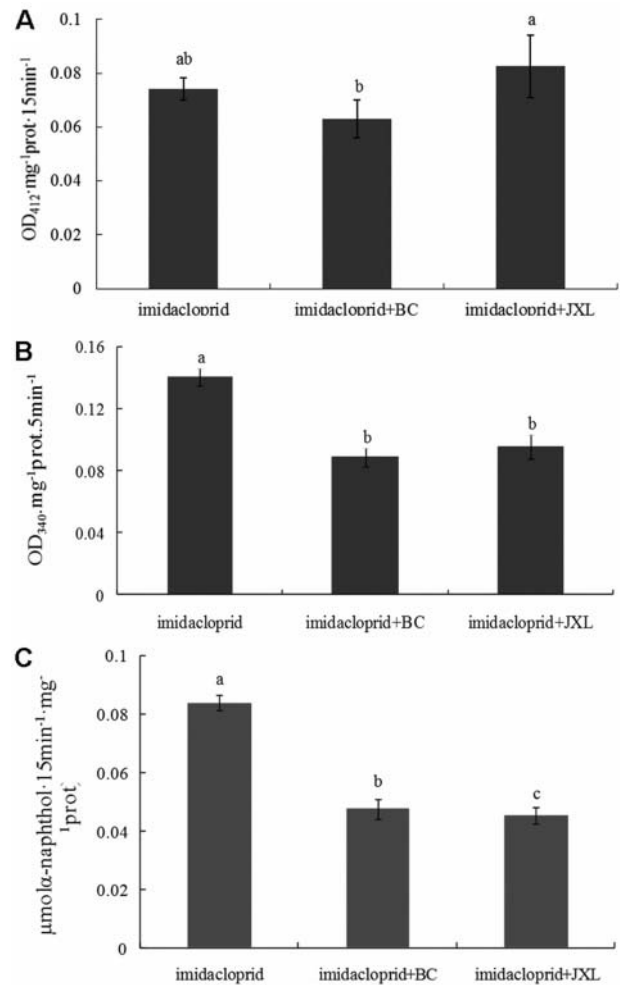 A
OD₄₁₂·mg⁻¹prot·15min⁻¹
0.1
0.08
0.06
0.04
0.02
0
ab
b
a
imidacloprid
imidacloprid+BC
imidacloprid+JXL
B
OD₃₄₀·mg⁻¹prot.5min⁻¹
0.16
0.12
0.08
0.04
0
a
b
b
imidacloprid
imidacloprid+BC
imidacloprid+JXL
C
μmolα-naphthol·15min⁻¹·mg⁻
¹prot)
0.1
0.08
0.06
0.04
0.02
0
a
b
c
imidacloprid
imidacloprid+BC
imidacloprid+JXL